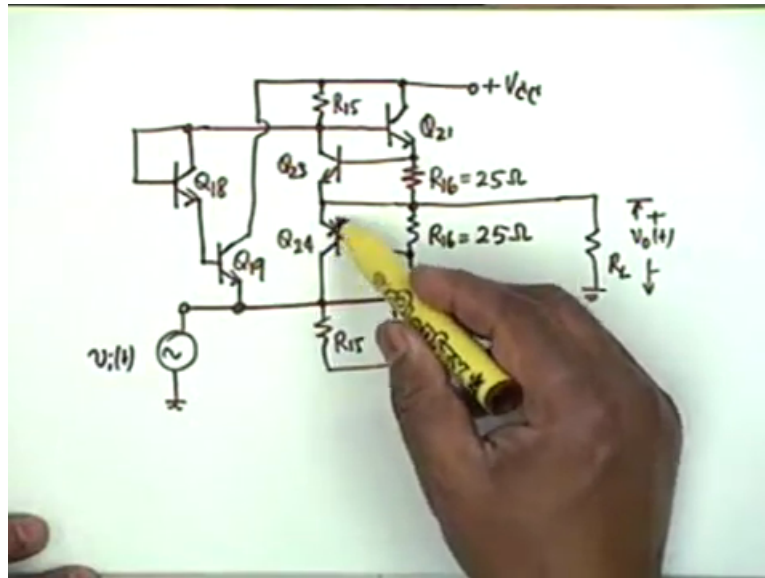 + Vcc
R15
Q21
Q23
R16 = 25Ω
Q18
Q24
R16 = 25Ω
+
v0(t)
-
RL
Q19
vi(t)
R15